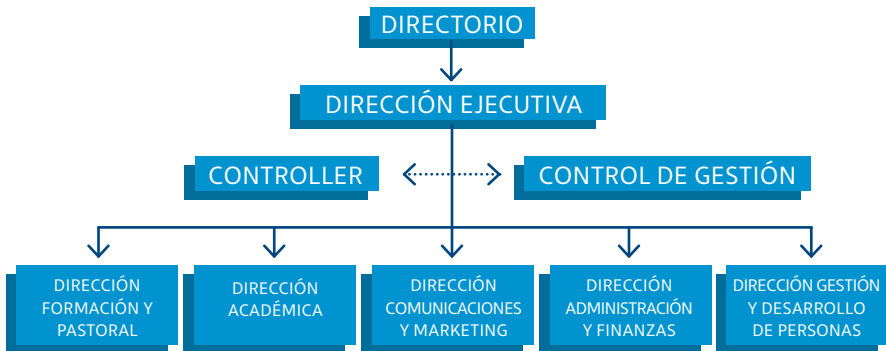 DIRECTORIO
DIRECCIÓN EJECUTIVA
CONTROLLER
CONTROL DE GESTIÓN
DIRECCIÓN
FORMACIÓN Y
PASTORAL
DIRECCIÓN
ACADÉMICA
DIRECCIÓN
COMUNICACIONES
Y MARKETING
DIRECCIÓN
ADMINISTRACIÓN
Y FINANZAS
DIRECCIÓN GESTIÓN
Y DESARROLLO
DE PERSONAS